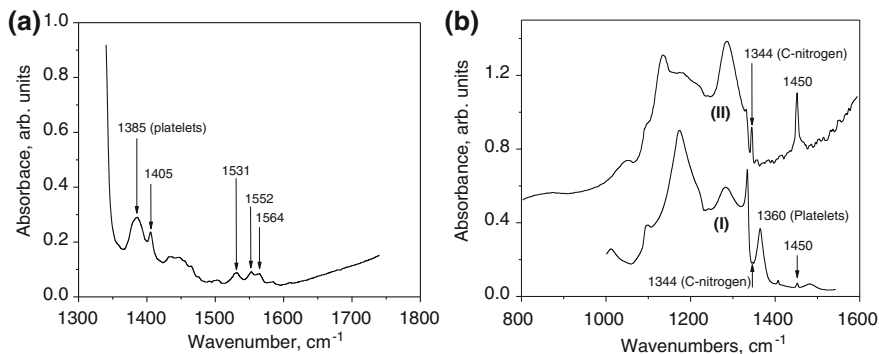 (a)
1.0
0.8
0.6
0.4
0.2
0.0
Absorbace, arb. units
1385 (platelets)
1405
1531
1552
1564
1300 1400 1500 1600 1700 1800
Wavenumber, cm-1
(b)
1.2
0.8
0.4
0.0
Absorbance, arb. units
1344 (C-nitrogen)
1450
(II)
(I)
1360 (Platelets)
1450
1344 (C-nitrogen)
800 1000 1200 1400 1600
Wavenumbers, cm-1